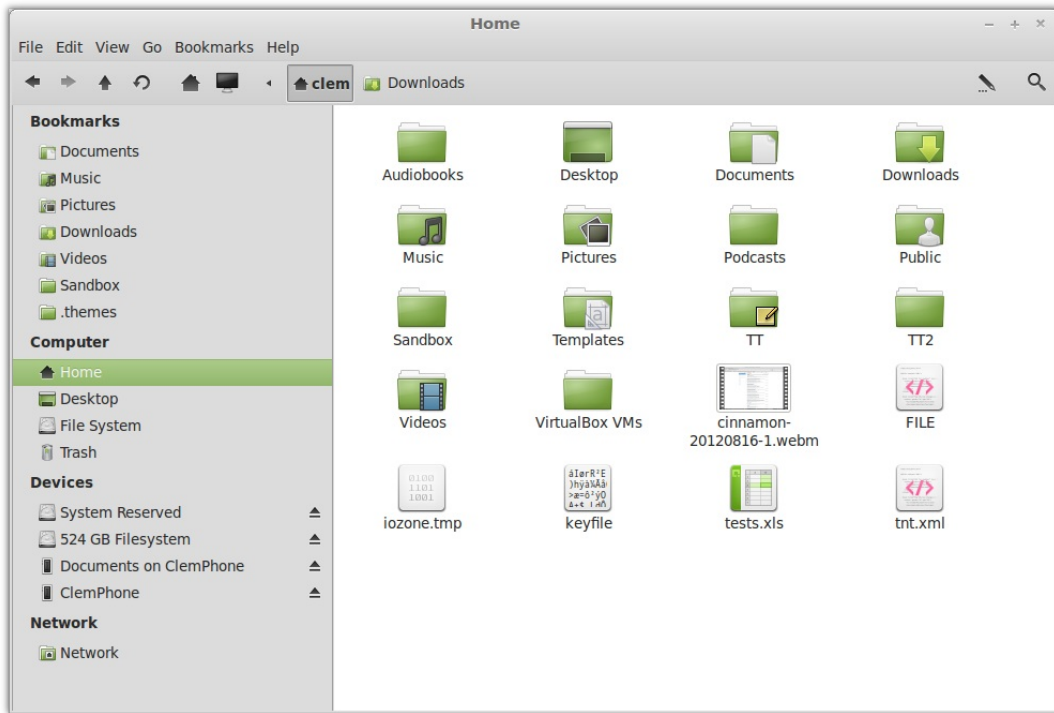 Home
File Edit View Go Bookmarks Help
clem Downloads
Bookmarks
Documents
Music
Pictures
Downloads
Videos
Sandbox
.themes
Computer
Home
Desktop
File System
Trash
Devices
System Reserved
524 GB Filesystem
Documents on ClemPhone
ClemPhone
Network
Network
Audiobooks Desktop Documents Downloads
Music Pictures Podcasts Public
Sandbox Templates TT TT2
Videos VirtualBox VMs cinnamon- FILE
20120816-1.webm
0100
1101
1001
iozone.tmp keyfile tests.xls tnt.xml